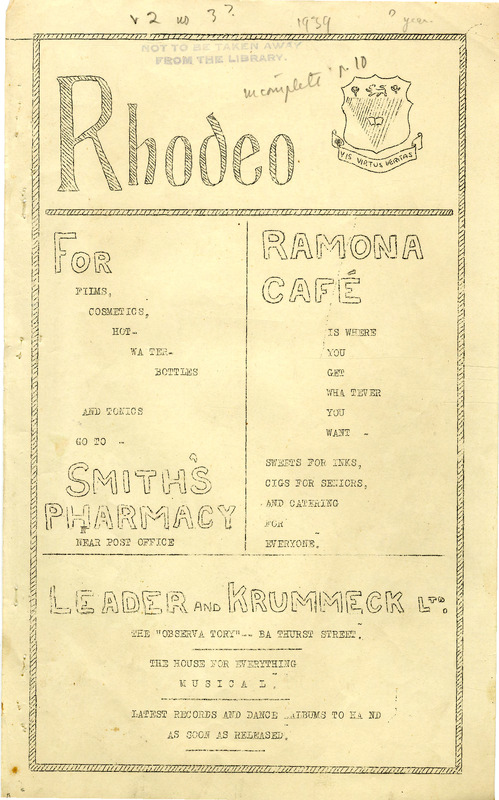 v 2 no 3?
1939
? year.
NOT TO BE TAKEN AWAY
FROM THE LIBRARY.
incomplete p. 10
Rhodeo
VIS VIRTUS VERITAS
FOR
FILMS,
COSMETICS,
HOT-
WA TER-
BOTTLES
AND TONICS
GO TO -
SMITH'S
PHARMACY
NEAR POST OFFICE
RAMONA
CAFÉ
IS WHERE
YOU
GET
WHA TEVER
YOU
WANT -
SWEETS FOR INKS,
CIGS FOR SENIORS,
AND CATERING
FOR
EVERYONE.
LEADER AND KRUMMECK LTD.
THE "OBSERVA TORY"-- BA THURST STREET.
THE HOUSE FOR EVERYTHING
M U S I C A L.
LATEST RECORDS AND DANCE ALBUMS TO HA ND
AS SOON AS RELEASED.